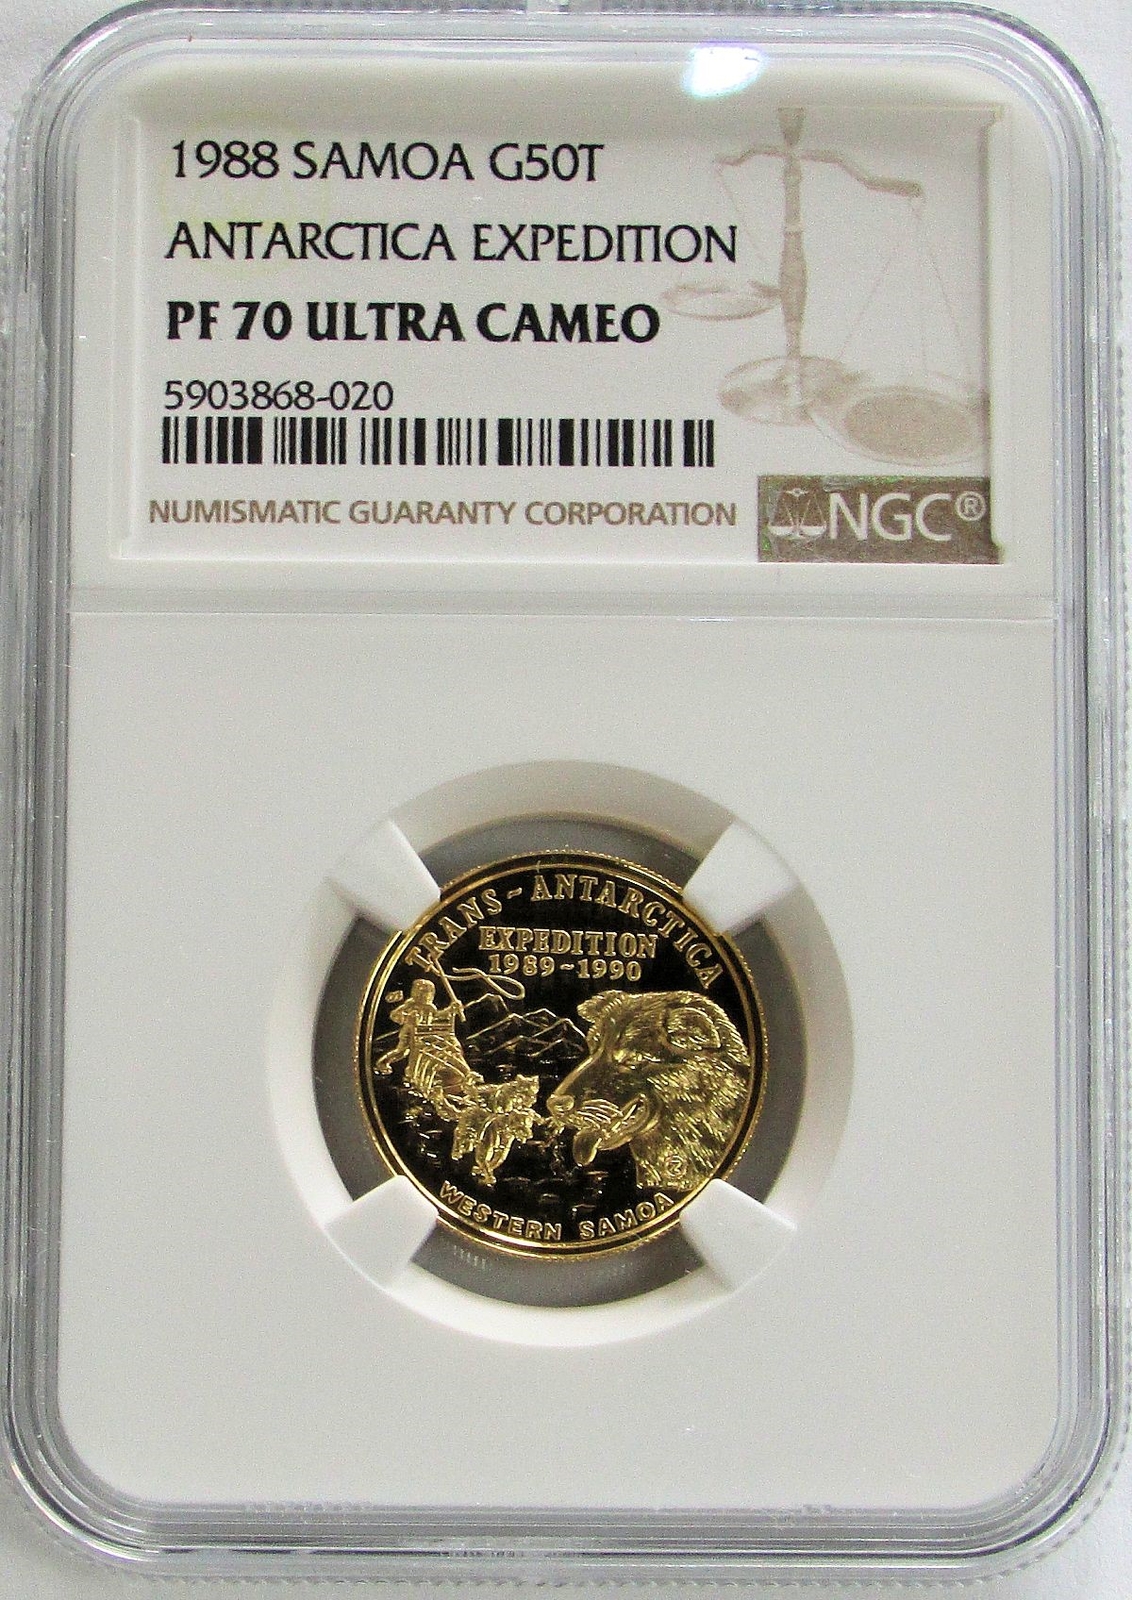 1988 SAMOA G50T
ANTARCTICA EXPEDITION
PF 70 ULTRA CAMEO
5903868-020
NUMISMATIC GUARANTY CORPORATION
NGC®
TRANS-ANTARCTICA
EXPEDITION
1989-1990
WESTERN SAMOA